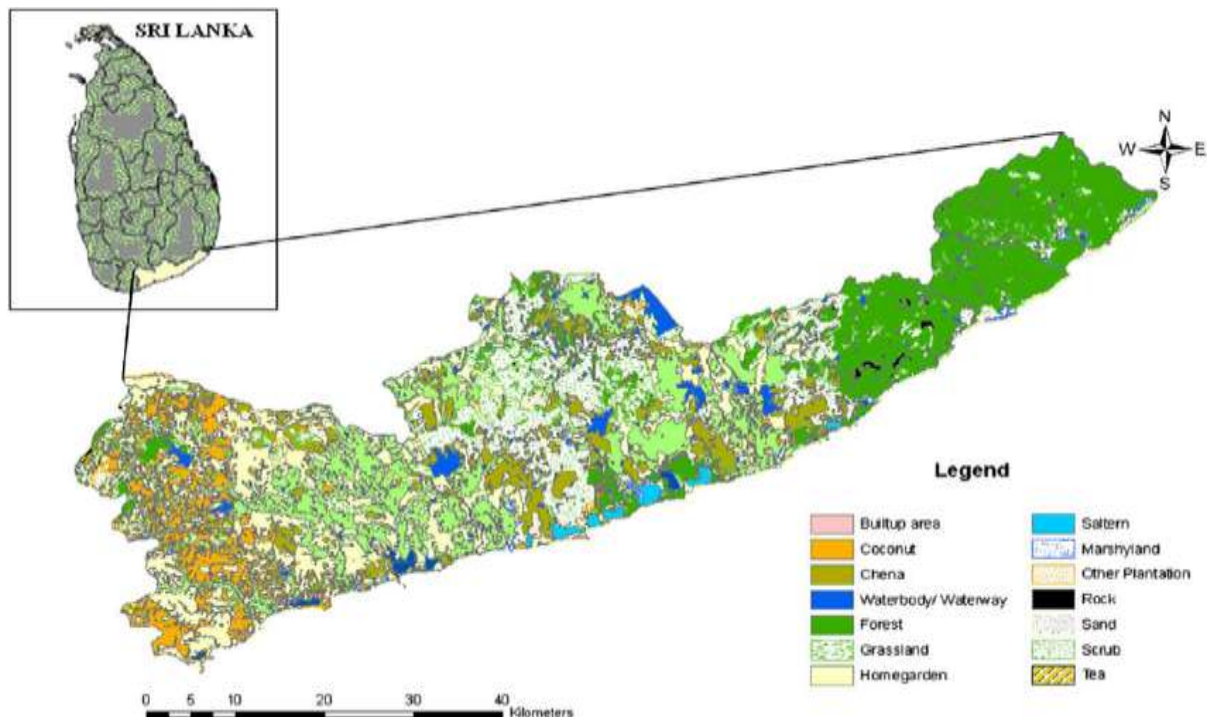 SRI LANKA
N
W E
S
Legend
Builtup area
Coconut
Chena
Waterbody/ Waterway
Forest
Grassland
Homegarden
Saltern
Marshyland
Other Plantation
Rock
Sand
Scrub
Tea
0 5 10 20 30 40
Kilometers